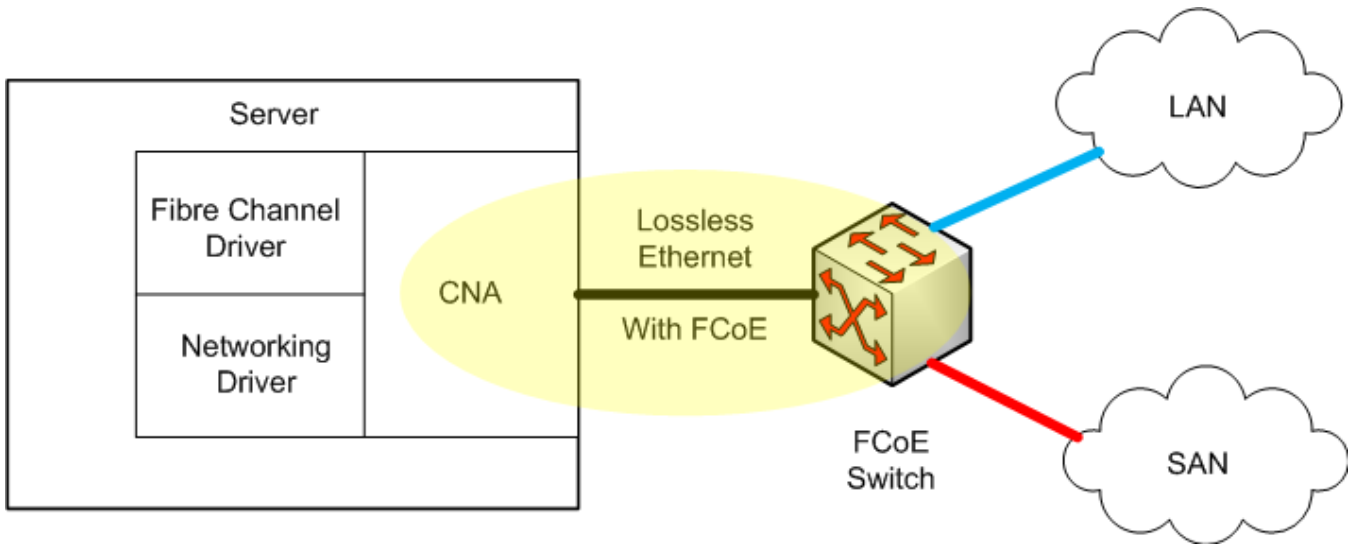 Server
Fibre Channel
Driver
Networking
Driver
CNA
Lossless
Ethernet
With FCoE
FCoE
Switch
LAN
SAN